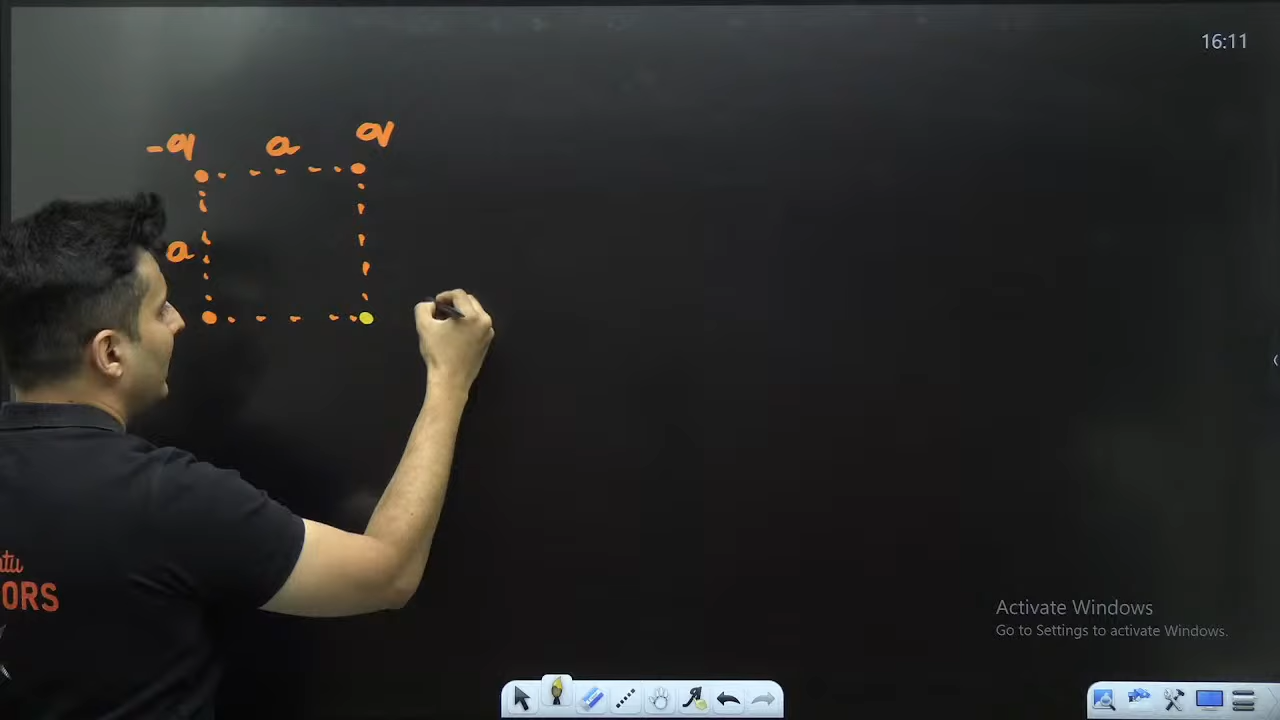 16:11
-q a q
a
ORS
Activate Windows
Go to Settings to activate Windows.